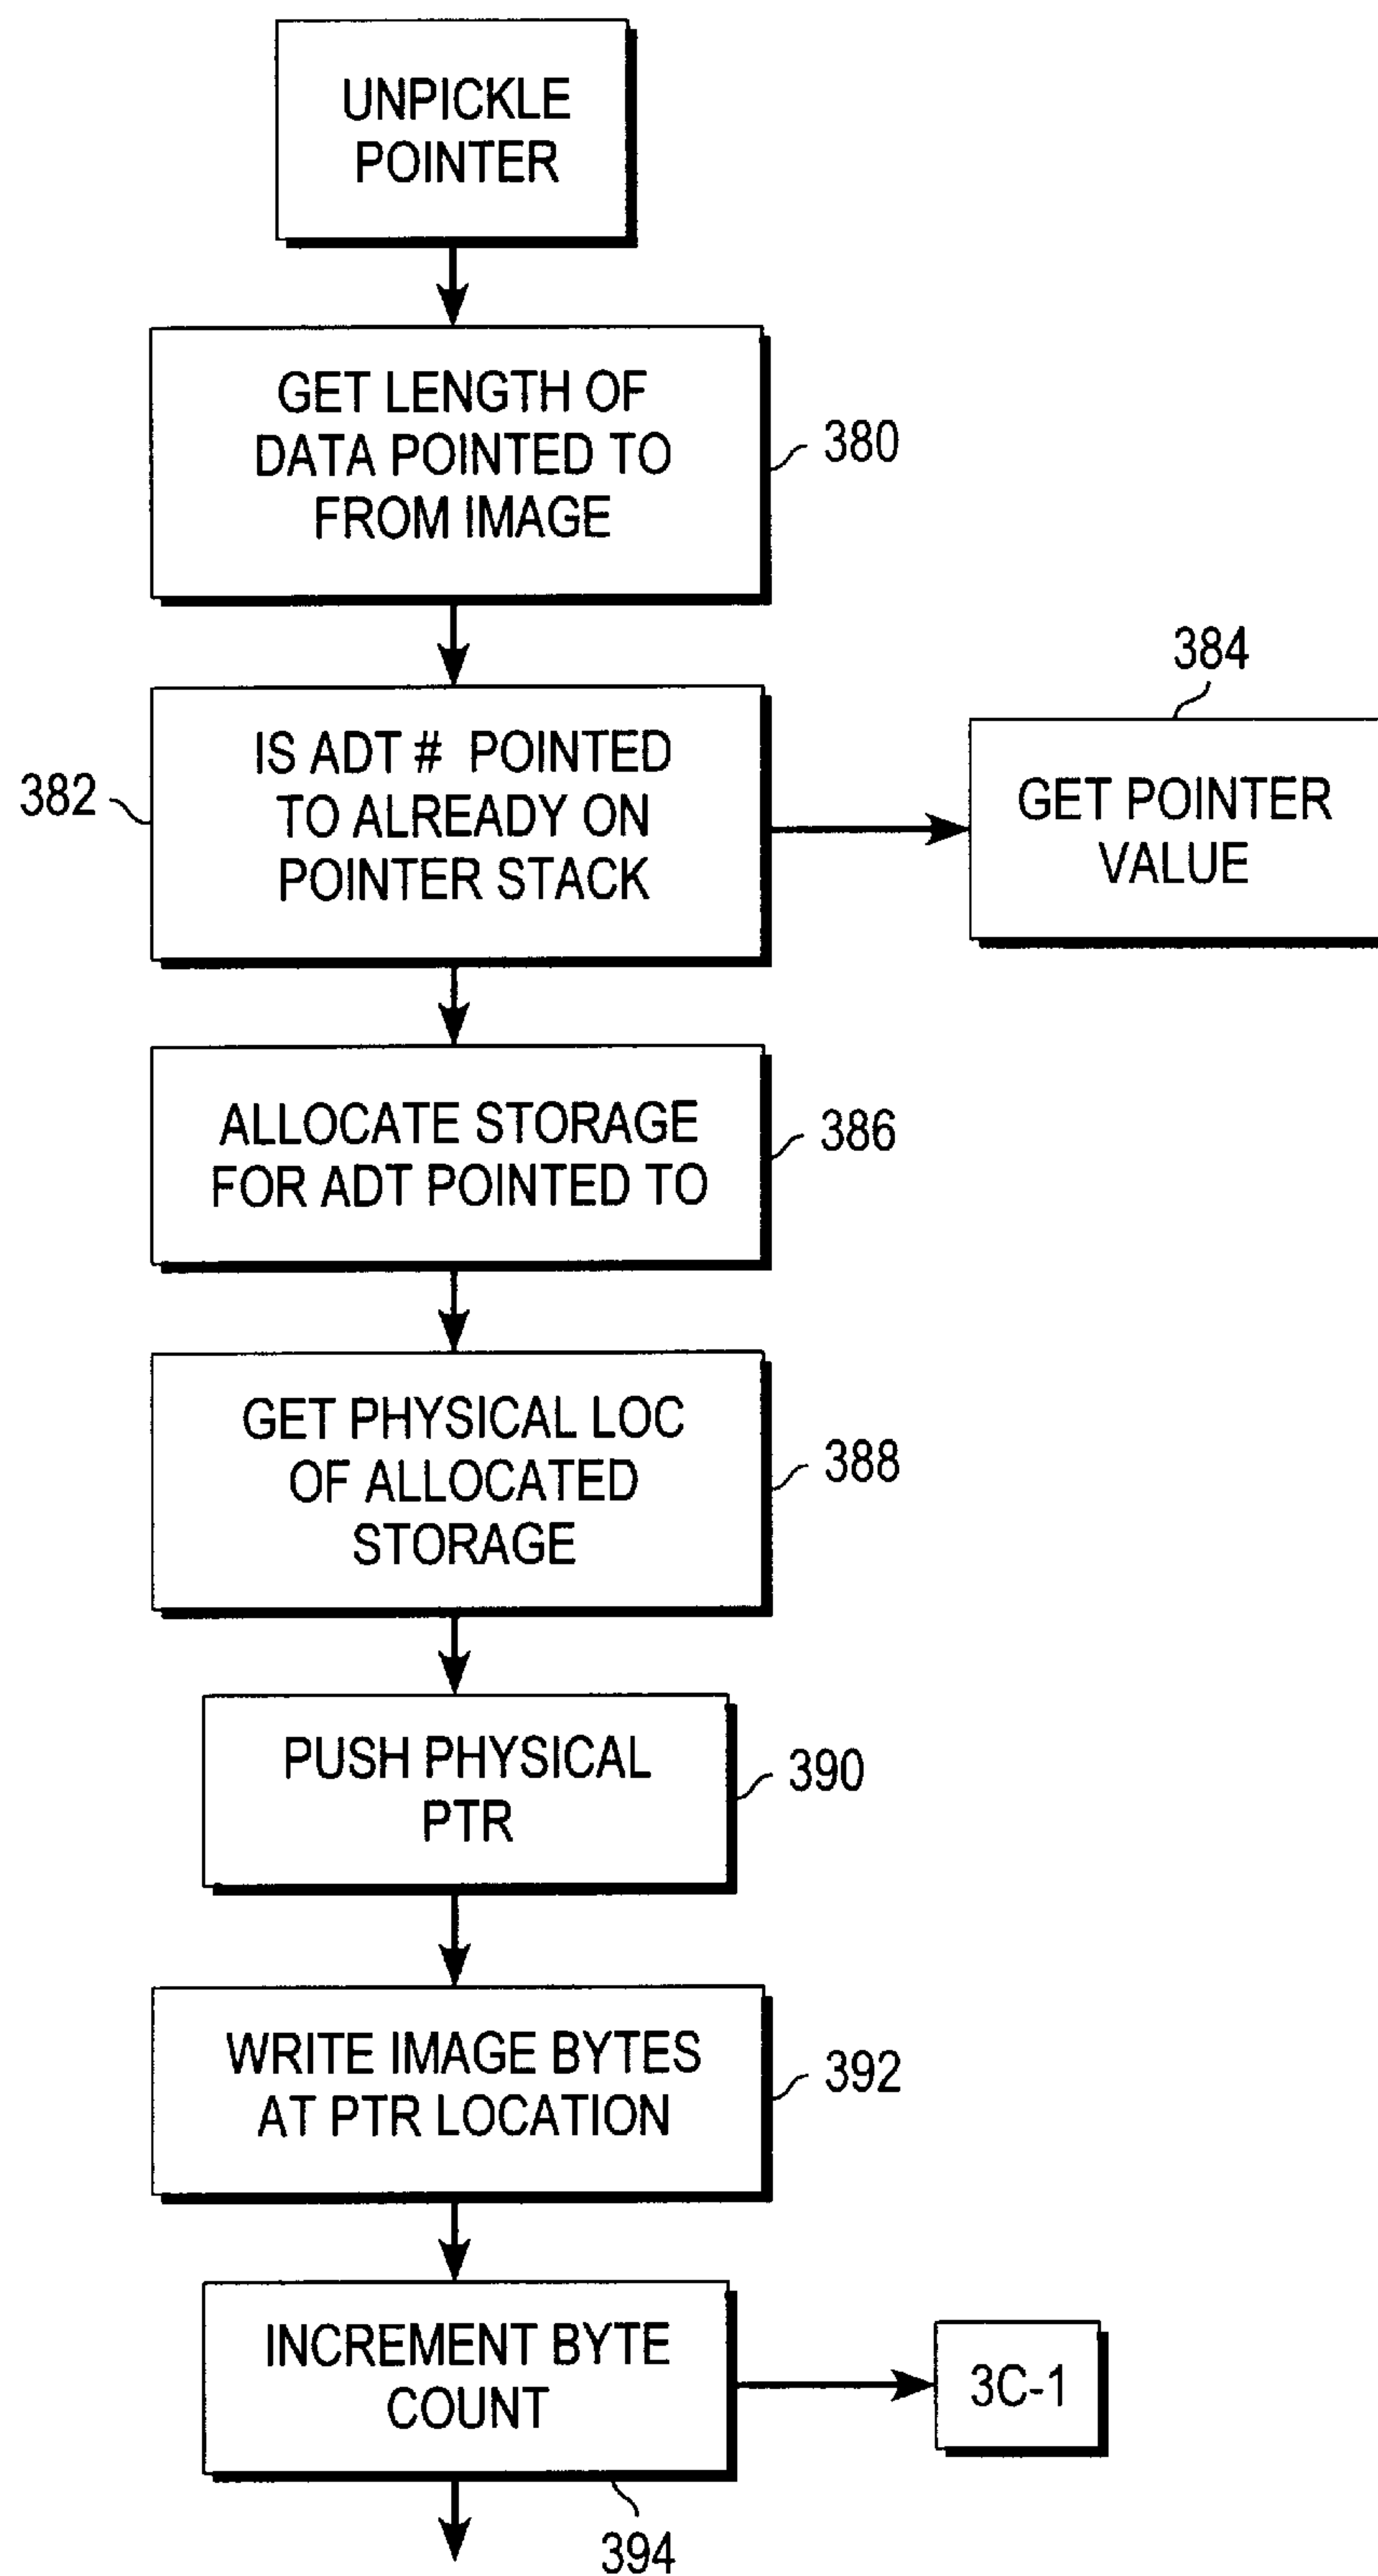 UNPICKLE
POINTER
GET LENGTH OF
DATA POINTED TO
FROM IMAGE
380
384
382
IS ADT # POINTED
TO ALREADY ON
POINTER STACK
GET POINTER
VALUE
ALLOCATE STORAGE
FOR ADT POINTED TO
386
GET PHYSICAL LOC
OF ALLOCATED
STORAGE
388
PUSH PHYSICAL
PTR
390
WRITE IMAGE BYTES
AT PTR LOCATION
392
INCREMENT BYTE
COUNT
3C-1
394